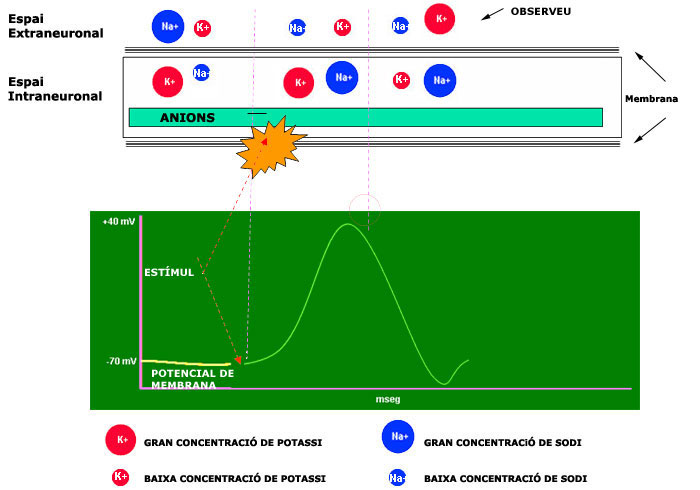 Espai
Extraneuronal
Na+
K+
Na+
K+
Na+
K+
OBSERVEU
Espai
Intraneuronal
K+
Na+
K+
Na+
K+
Na+
Membrana
ANIONS
+40 mV
ESTÍMUL
-70 mV
POTENCIAL DE
MEMBRANA
mseg
K+
GRAN CONCENTRACIÓ DE POTASSI
Na+
GRAN CONCENTRACiÓ DE SODI
K+
BAIXA CONCENTRACIÓ DE POTASSI
Na+
BAIXA CONCENTRACIÓ DE SODI